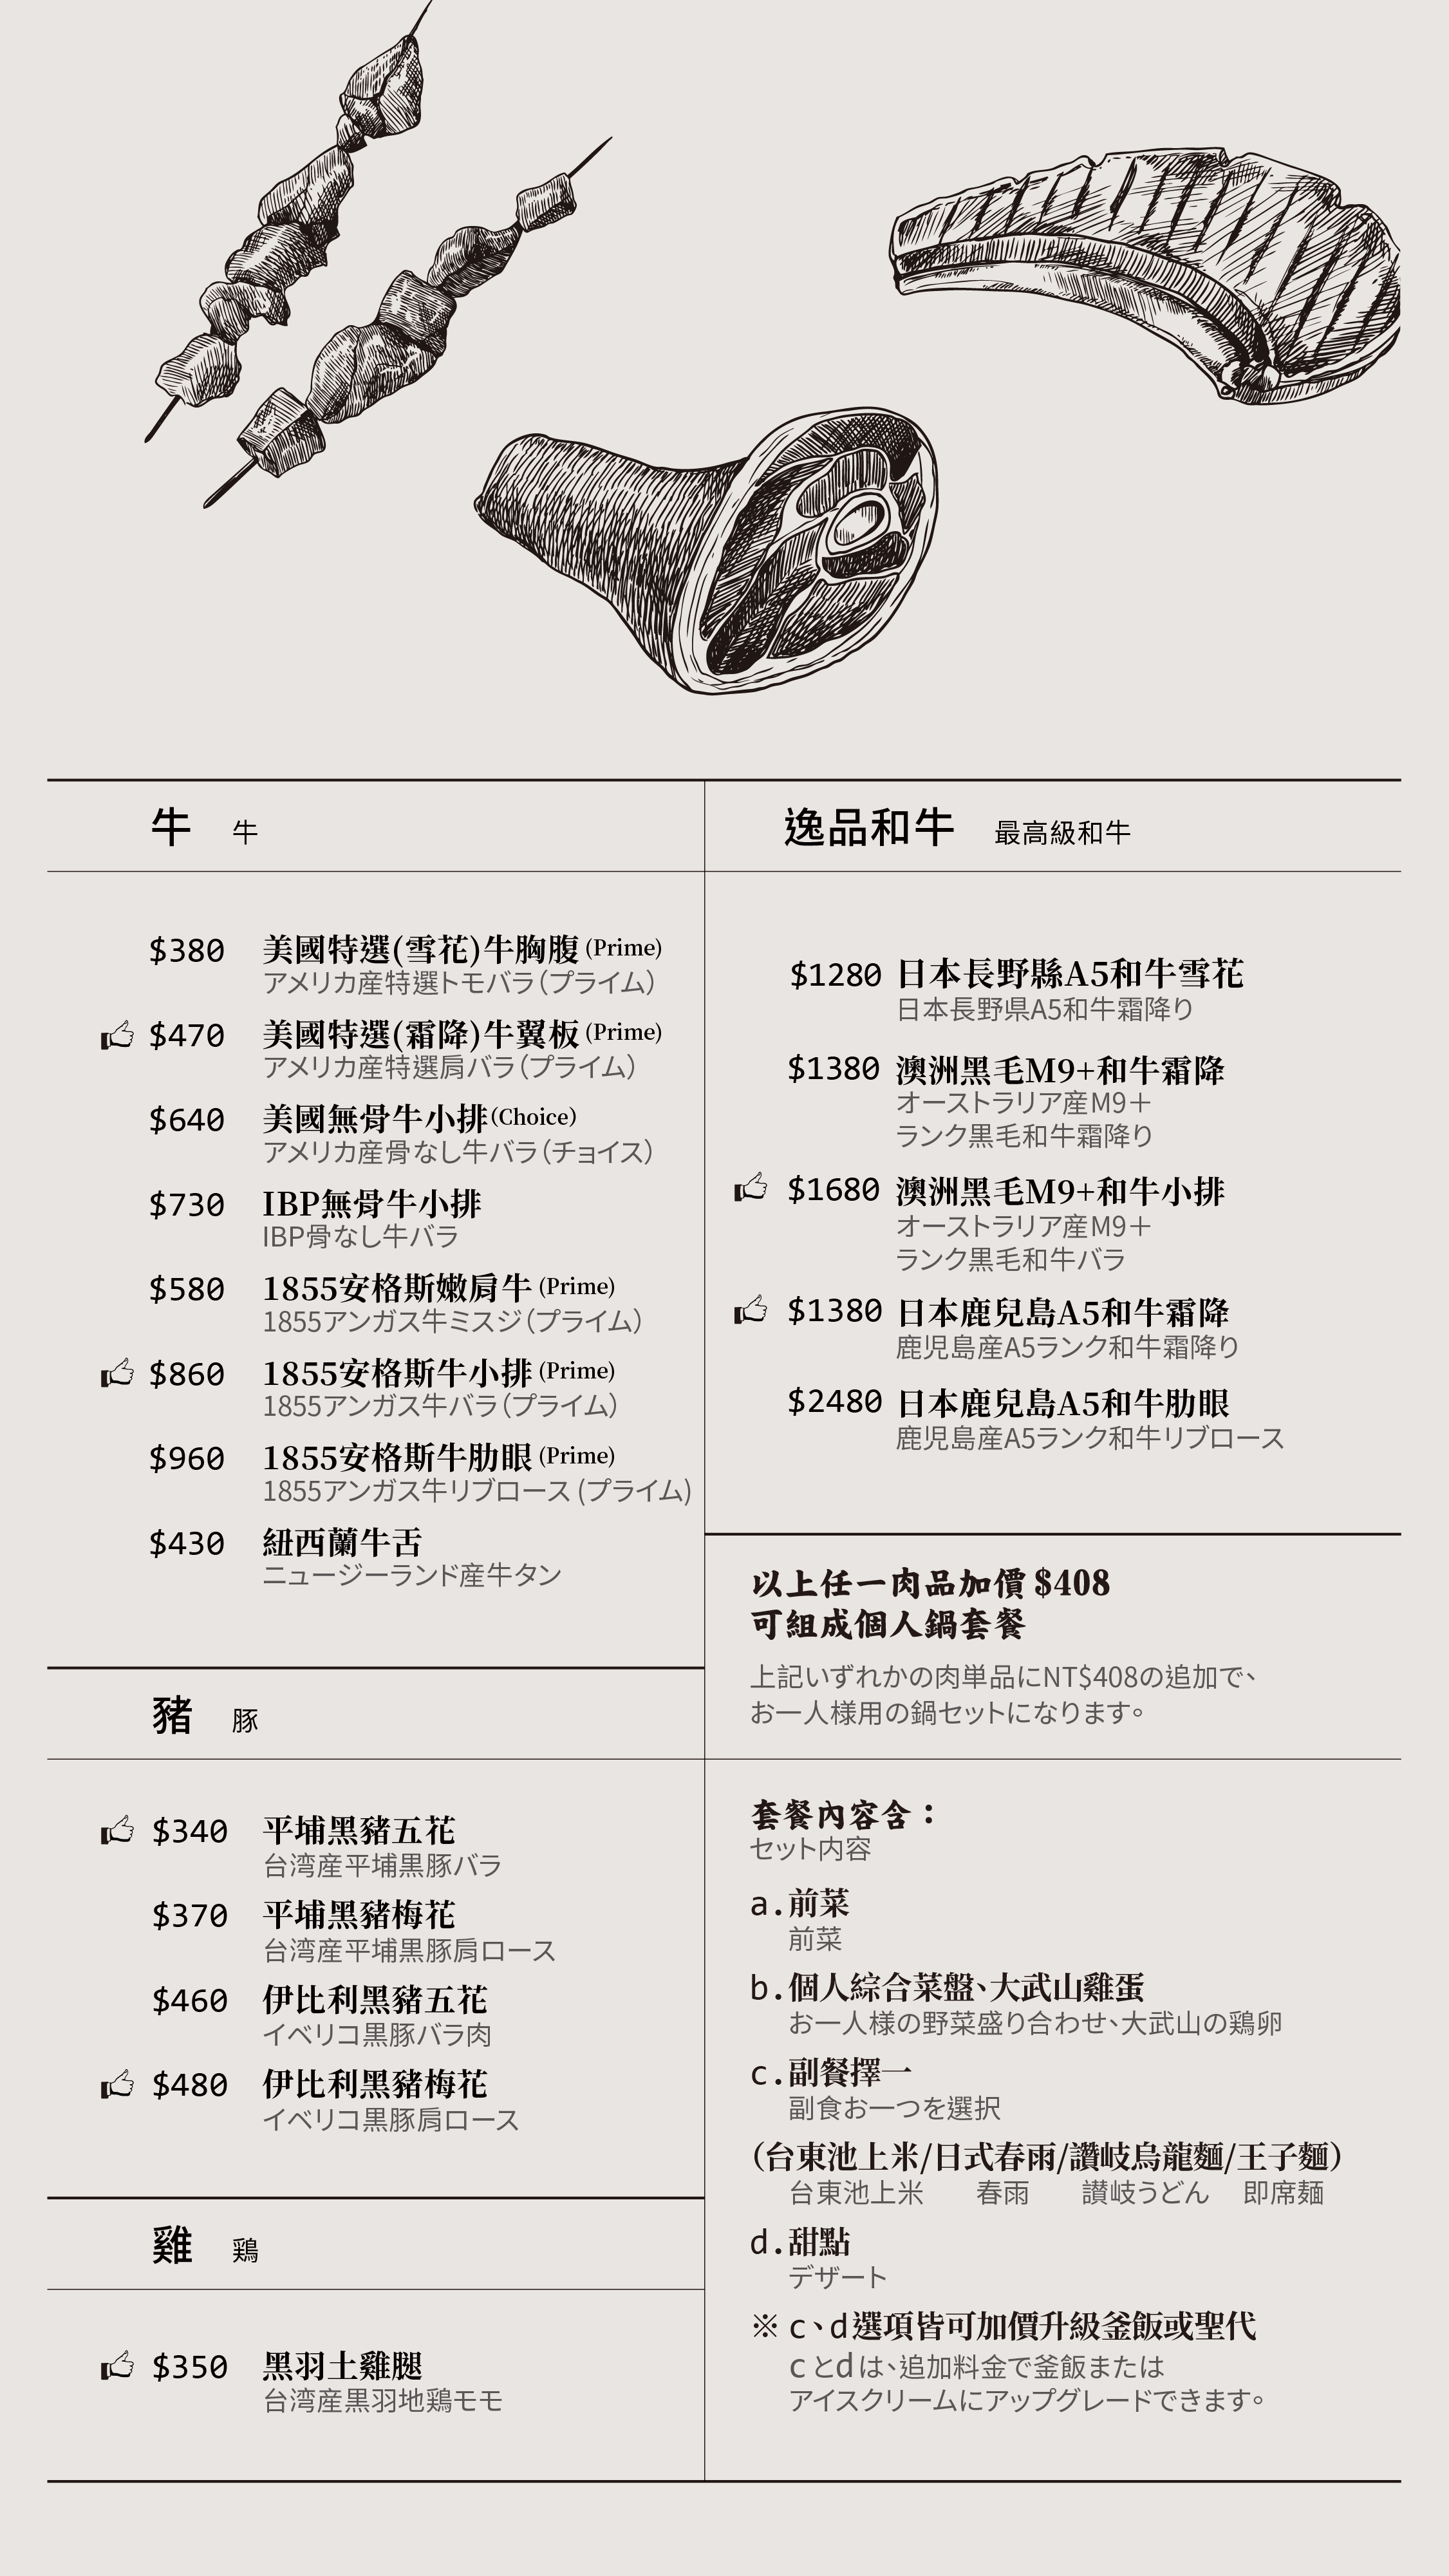 牛 牛
$380 美國特選(雪花)牛胸腹 (Prime)
アメリカ産特選トモバラ（プライム）
$470 美國特選(霜降)牛翼板 (Prime)
アメリカ産特選肩バラ（プライム）
$640 美國無骨牛小排(Choice)
アメリカ産骨なし牛バラ（チョイス）
$730 IBP無骨牛小排
IBP骨なし牛バラ
$580 1855安格斯嫩肩牛 (Prime)
1855アンガス牛ミスジ（プライム）
$860 1855安格斯牛小排 (Prime)
1855アンガス牛バラ（プライム）
$960 1855安格斯牛肋眼 (Prime)
1855アンガス牛リブロース (プライム)
$430 紐西蘭牛舌
ニュージーランド産牛タン
豬 豚
$340 平埔黑豬五花
台湾産平埔黒豚バラ
$370 平埔黑豬梅花
台湾産平埔黒豚肩ロース
$460 伊比利黑豬五花
イベリコ黒豚バラ肉
$480 伊比利黑豬梅花
イベリコ黒豚肩ロース
雞 鶏
$350 黑羽土雞腿
台湾産黒羽地鶏モモ
逸品和牛 最高級和牛
$1280 日本長野縣A5和牛雪花
日本長野県A5和牛霜降り
$1380 澳洲黑毛M9+和牛霜降
オーストラリア産M9＋
ランク黒毛和牛霜降り
$1680 澳洲黑毛M9+和牛小排
オーストラリア産M9＋
ランク黒毛和牛バラ
$1380 日本鹿兒島A5和牛霜降
鹿児島産A5ランク和牛霜降り
$2480 日本鹿兒島A5和牛肋眼
鹿児島産A5ランク和牛リブロース
以上任一肉品加價 $408
可組成個人鍋套餐
上記いずれかの肉単品にNT$408の追加で、
お一人様用の鍋セットになります。
套餐內容含：
セット内容
a.前菜
前菜
b.個人綜合菜盤、大武山雞蛋
お一人様の野菜盛り合わせ、大武山の鶏卵
c.副餐擇一
副食お一つを選択
（台東池上米/日式春雨/讚岐烏龍麵/王子麵）
台東池上米 春雨 讃岐うどん 即席麺
d.甜點
デザート
※ c、d選項皆可加價升級釜飯或聖代
cとdは、追加料金で釜飯または
アイスクリームにアップグレードできます。